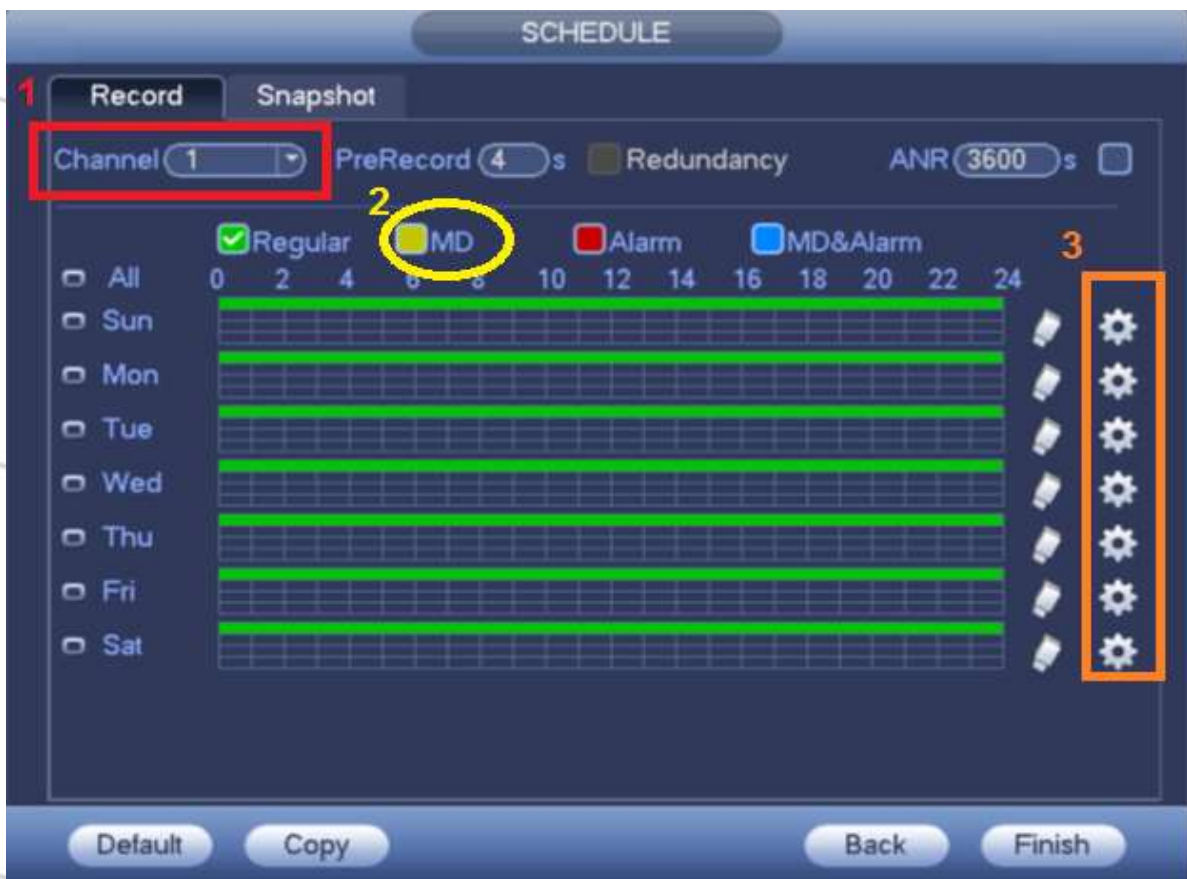 SCHEDULE
1 Record Snapshot
Channel 1 PreRecord 4 s Redundancy ANR 3600 s
2
Regular MD Alarm MD&Alarm 3
All 0 2 4 6 8 10 12 14 16 18 20 22 24
Sun
Mon
Tue
Wed
Thu
Fri
Sat
Default Copy Back Finish